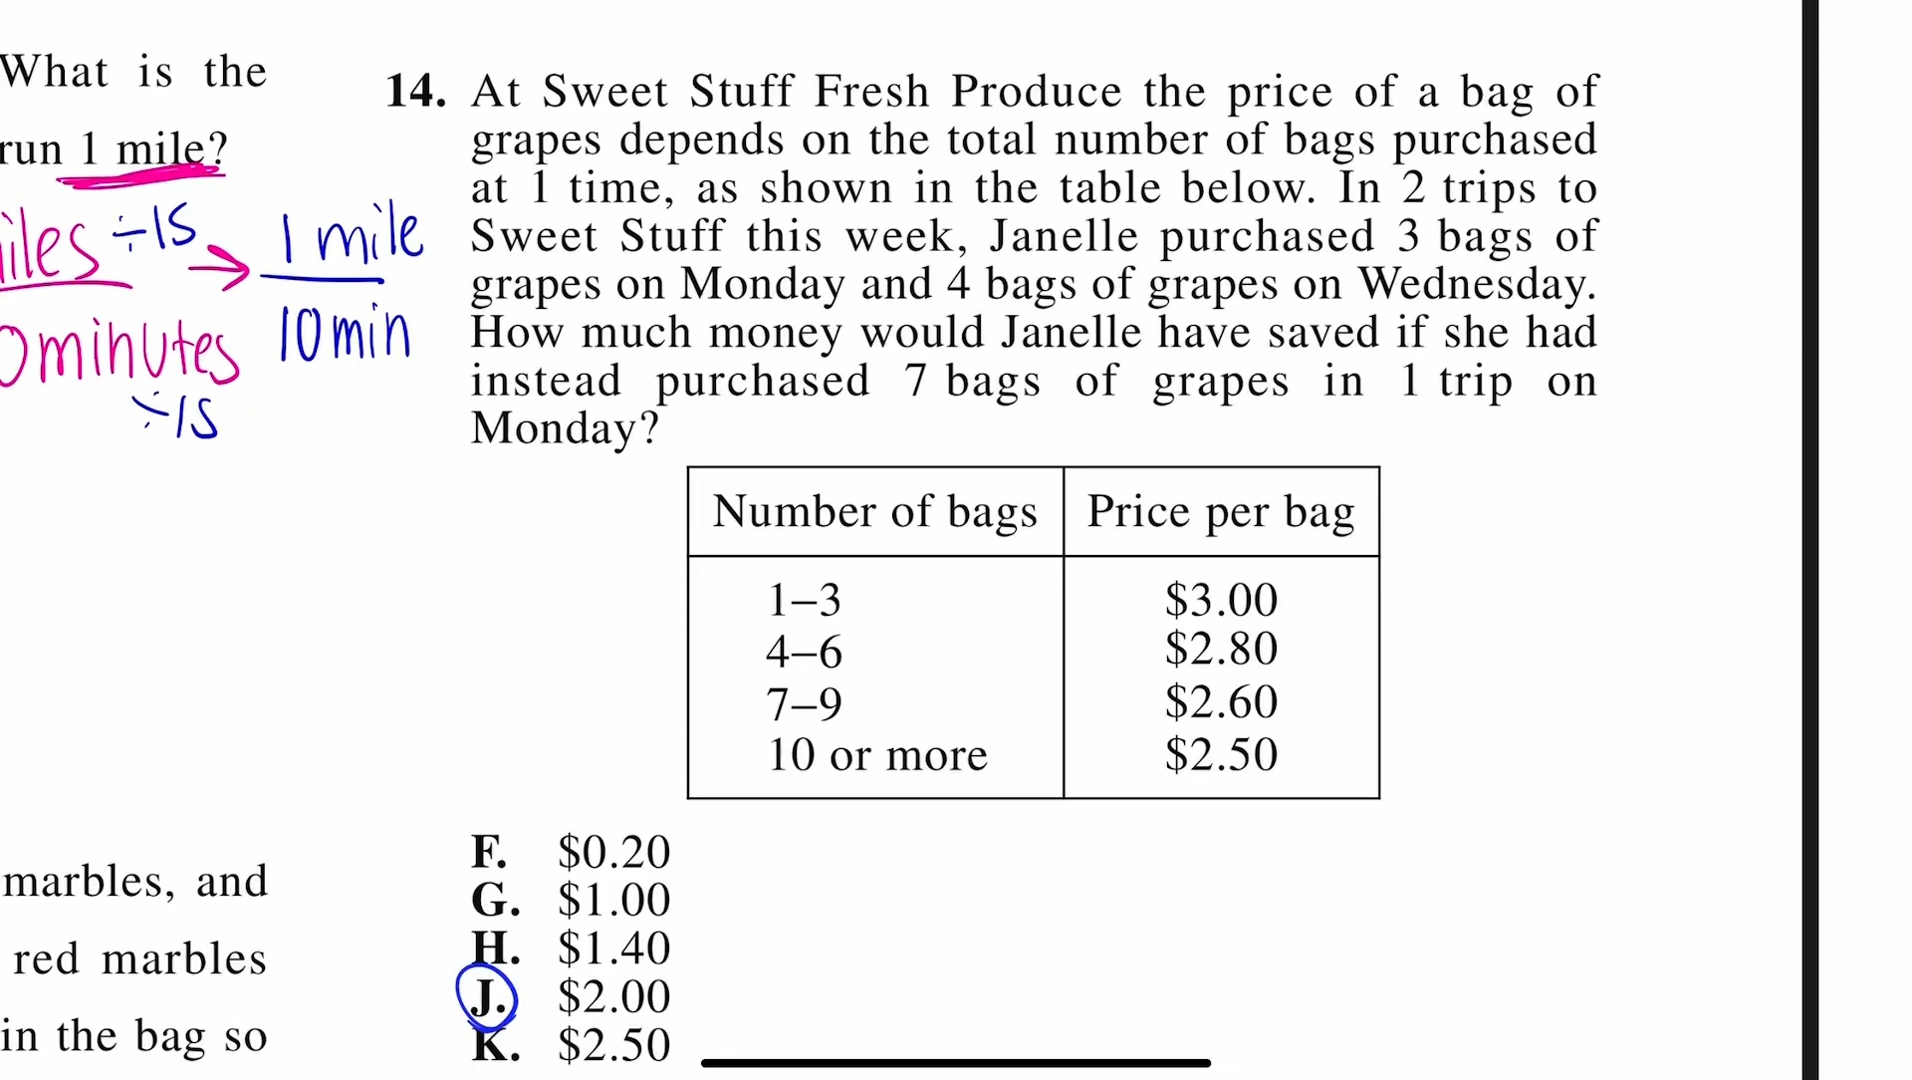 What is the
run 1 mile?
iles ÷15 → 1 mile
0minutes 10min
÷15
marbles, and
red marbles
in the bag so
14. At Sweet Stuff Fresh Produce the price of a bag of
grapes depends on the total number of bags purchased
at 1 time, as shown in the table below. In 2 trips to
Sweet Stuff this week, Janelle purchased 3 bags of
grapes on Monday and 4 bags of grapes on Wednesday.
How much money would Janelle have saved if she had
instead purchased 7 bags of grapes in 1 trip on
Monday?
Number of bags Price per bag
1–3 $3.00
4–6 $2.80
7–9 $2.60
10 or more $2.50
F. $0.20
G. $1.00
H. $1.40
J. $2.00
K. $2.50